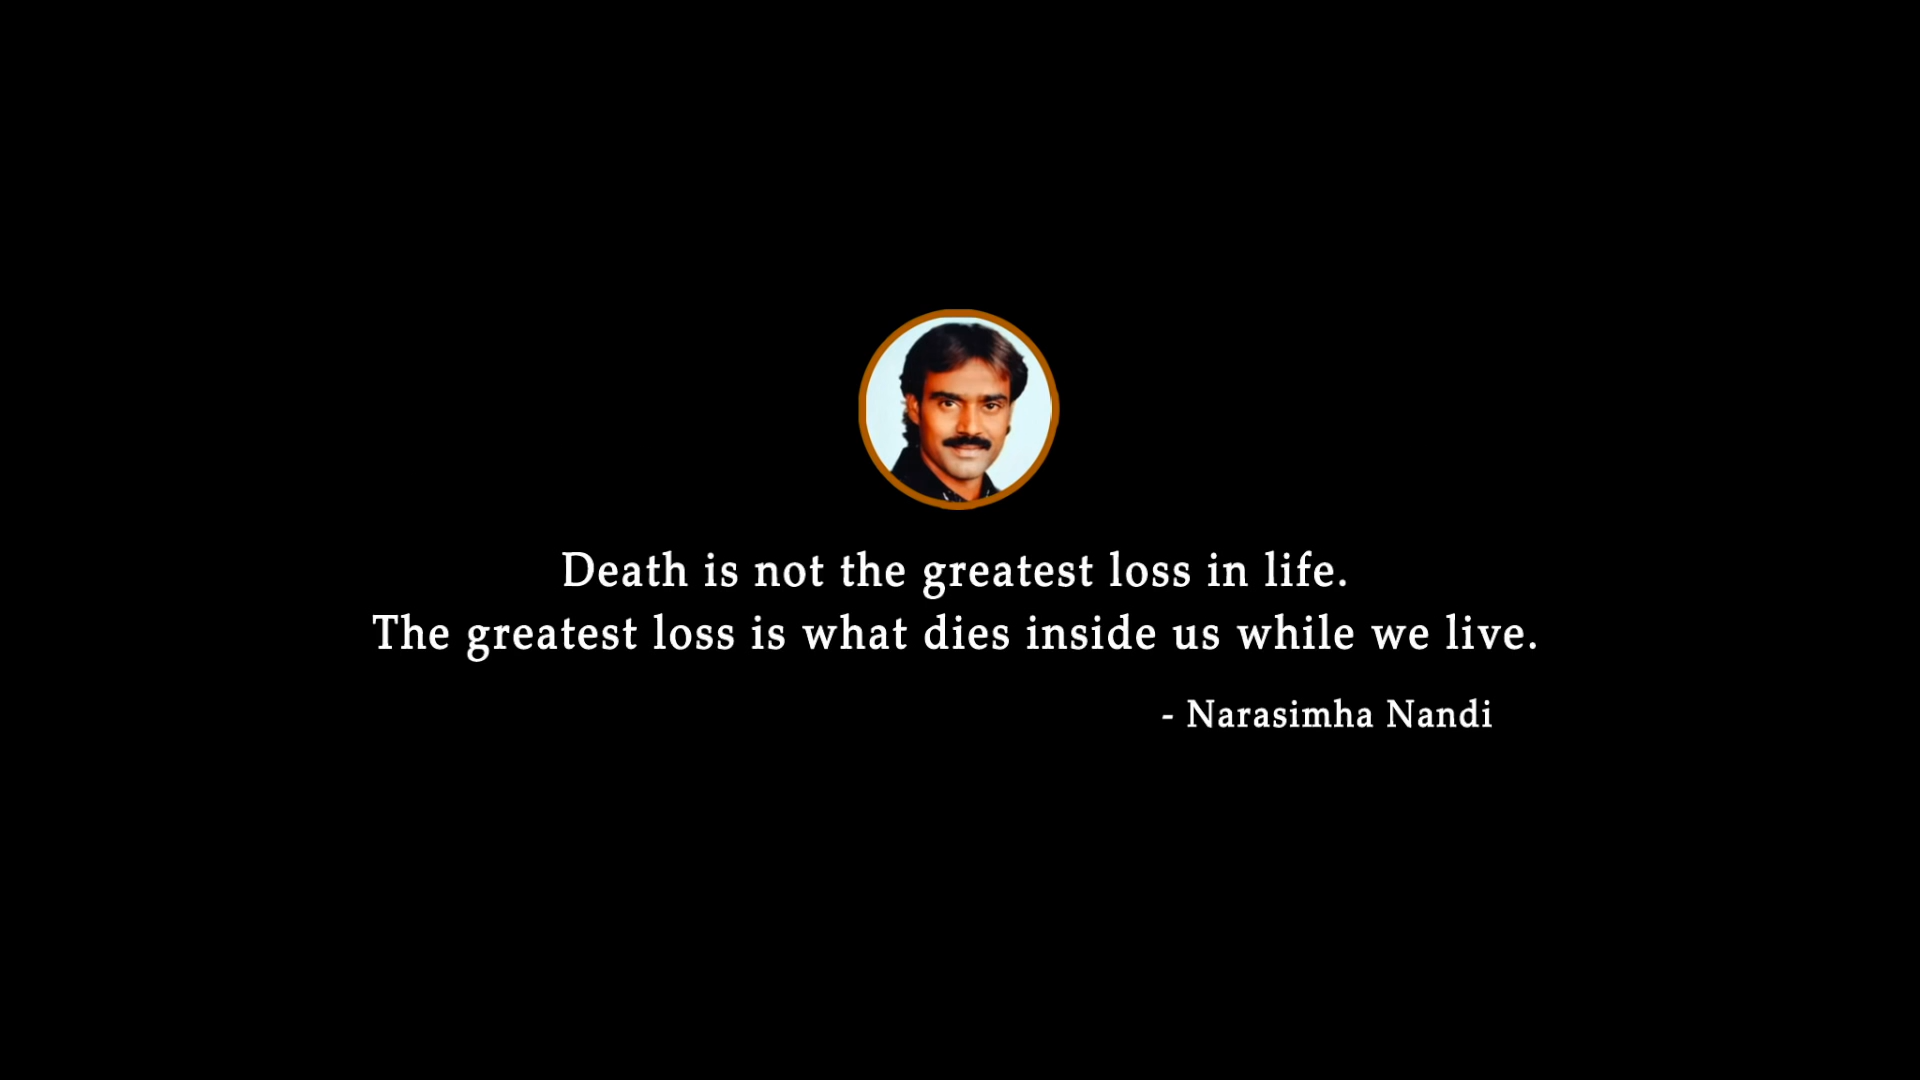 Death is not the greatest loss in life.
The greatest loss is what dies inside us while we live.
- Narasimha Nandi